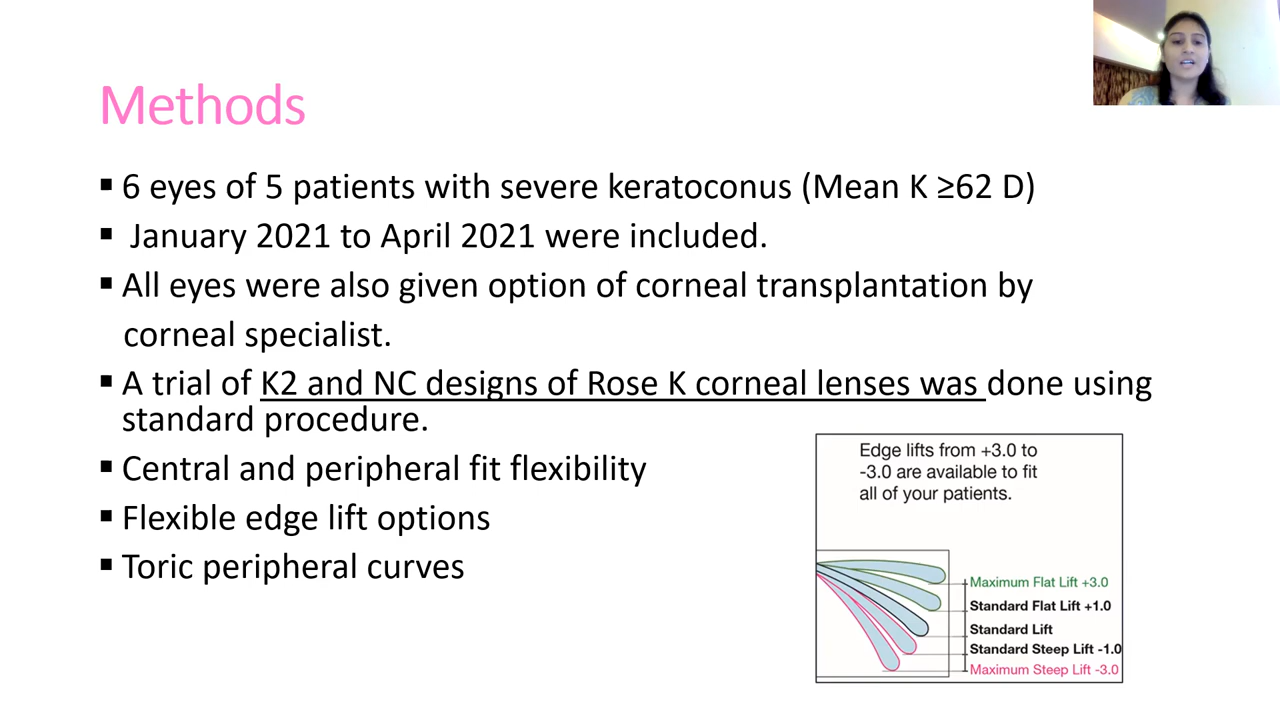 Methods
▪ 6 eyes of 5 patients with severe keratoconus (Mean K ≥62 D)
▪ January 2021 to April 2021 were included.
▪ All eyes were also given option of corneal transplantation by
corneal specialist.
▪ A trial of K2 and NC designs of Rose K corneal lenses was done using
standard procedure.
▪ Central and peripheral fit flexibility
▪ Flexible edge lift options
▪ Toric peripheral curves
Edge lifts from +3.0 to
-3.0 are available to fit
all of your patients.
Maximum Flat Lift +3.0
Standard Flat Lift +1.0
Standard Lift
Standard Steep Lift -1.0
Maximum Steep Lift -3.0